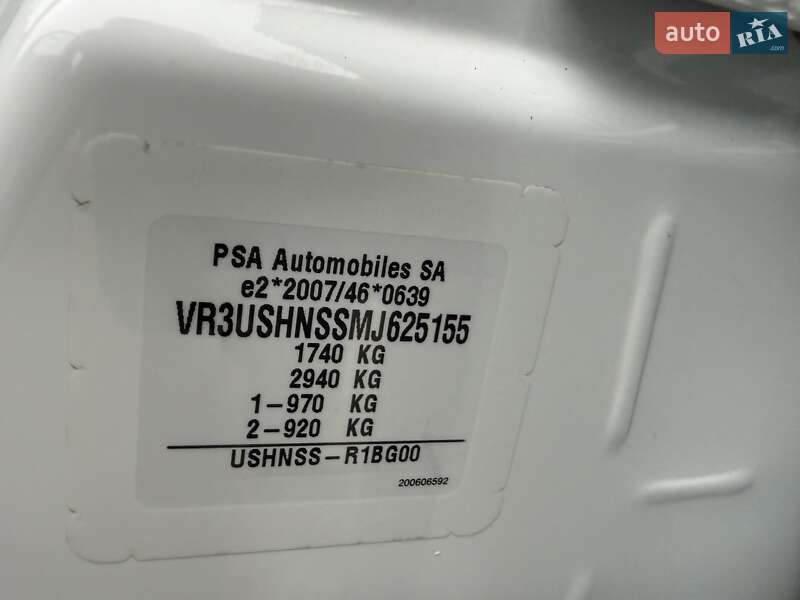 auto RIA
.com
PSA Automobiles SA
e2*2007/46*0639
VR3USHNSSMJ625155
1740 KG
2940 KG
1-970 KG
2-920 KG
USHNSS-R1BG00
200606592